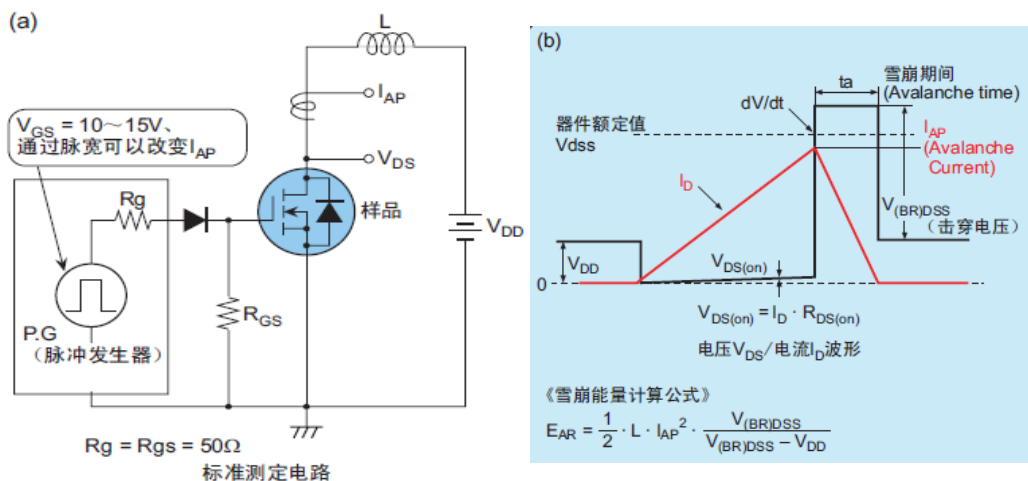 (a)
L
I_AP
V_GS = 10～15V、
通过脉宽可以改变I_AP
V_DS
Rg
样品
V_DD
R_GS
P.G
（脉冲发生器）
Rg = Rgs = 50Ω
标准测定电路
(b)
ta
雪崩期间
(Avalanche time)
dV/dt
器件额定值
Vdss
I_AP
(Avalanche
Current)
I_D
V_(BR)DSS
（击穿电压）
V_DD
V_DS(on)
0
V_DS(on) = I_D · R_DS(on)
电压V_DS/电流I_D波形
《雪崩能量计算公式》
E_AR = 1/2 · L · I_AP² · V_(BR)DSS / (V_(BR)DSS – V_DD)